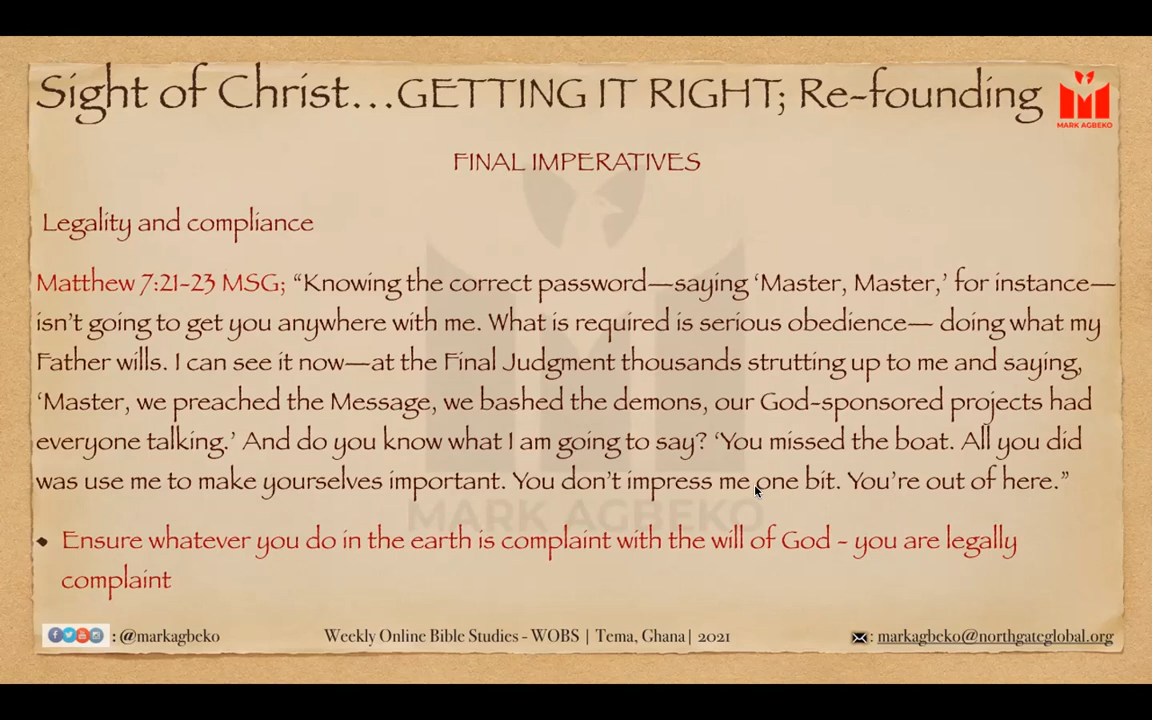 Sight of Christ...GETTING IT RIGHT; Re-founding
MARK AGBEKO
FINAL IMPERATIVES
Legality and compliance
Matthew 7:21-23 MSG; “Knowing the correct password—saying ‘Master, Master,’ for instance—
isn’t going to get you anywhere with me. What is required is serious obedience— doing what my
Father wills. I can see it now—at the Final Judgment thousands strutting up to me and saying,
‘Master, we preached the Message, we bashed the demons, our God-sponsored projects had
everyone talking.’ And do you know what I am going to say? ‘You missed the boat. All you did
was use me to make yourselves important. You don’t impress me one bit. You’re out of here.”
MARK AGBEKO
• Ensure whatever you do in the earth is complaint with the will of God - you are legally
complaint
: @markagbeko
Weekly Online Bible Studies - WOBS | Tema, Ghana| 2021
: markagbeko@northgateglobal.org